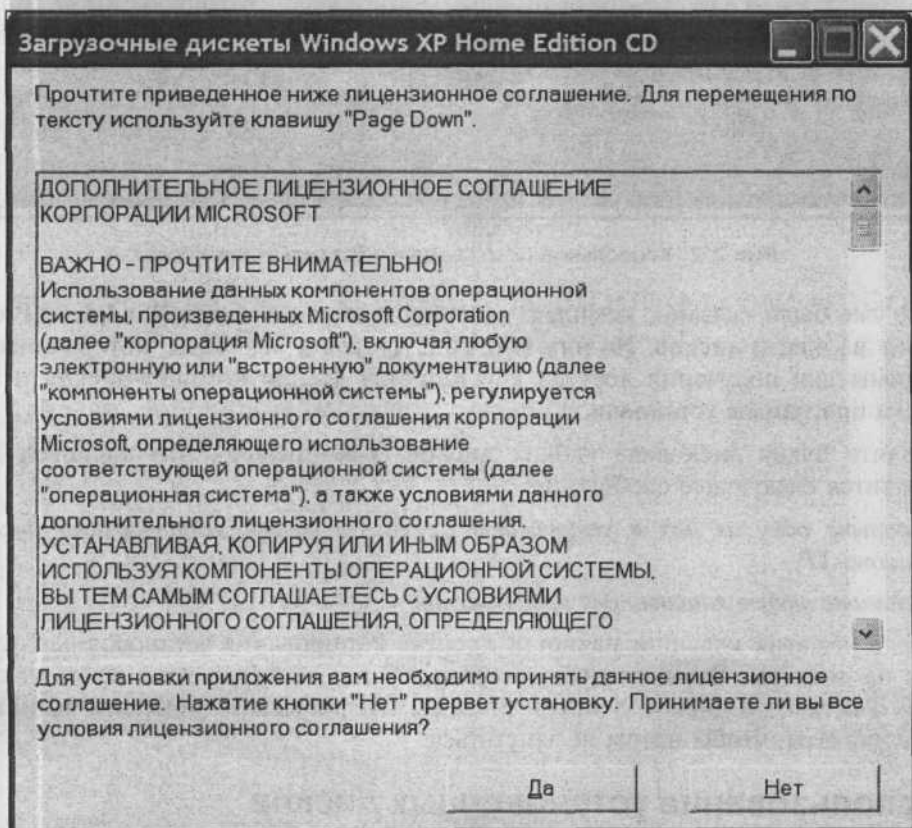 Загрузочные дискеты Windows XP Home Edition CD
Прочтите приведенное ниже лицензионное соглашение. Для перемещения по
тексту используйте клавишу "Page Down".
ДОПОЛНИТЕЛЬНОЕ ЛИЦЕНЗИОННОЕ СОГЛАШЕНИЕ
КОРПОРАЦИИ MICROSOFT
ВАЖНО - ПРОЧТИТЕ ВНИМАТЕЛЬНО!
Использование данных компонентов операционной
системы, произведенных Microsoft Corporation
(далее "корпорация Microsoft"), включая любую
электронную или "встроенную" документацию (далее
"компоненты операционной системы"), регулируется
условиями лицензионного соглашения корпорации
Microsoft, определяющего использование
соответствующей операционной системы (далее
"операционная система"), а также условиями данного
дополнительного лицензионного соглашения.
УСТАНАВЛИВАЯ, КОПИРУЯ ИЛИ ИНЫМ ОБРАЗОМ
ИСПОЛЬЗУЯ КОМПОНЕНТЫ ОПЕРАЦИОННОЙ СИСТЕМЫ,
ВЫ ТЕМ САМЫМ СОГЛАШАЕТЕСЬ С УСЛОВИЯМИ
ЛИЦЕНЗИОННОГО СОГЛАШЕНИЯ, ОПРЕДЕЛЯЮЩЕГО
Для установки приложения вам необходимо принять данное лицензионное
соглашение. Нажатие кнопки "Нет" прервет установку. Принимаете ли вы все
условия лицензионного соглашения?
Да
Нет